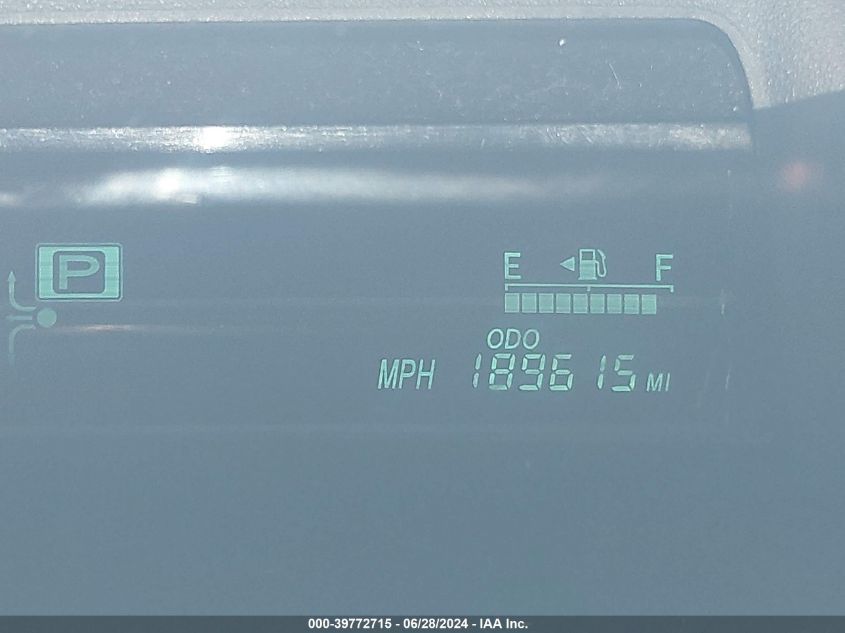 P
E F
ODO
MPH 189615 MI
000-39772715 - 06/28/2024 - IAA Inc.